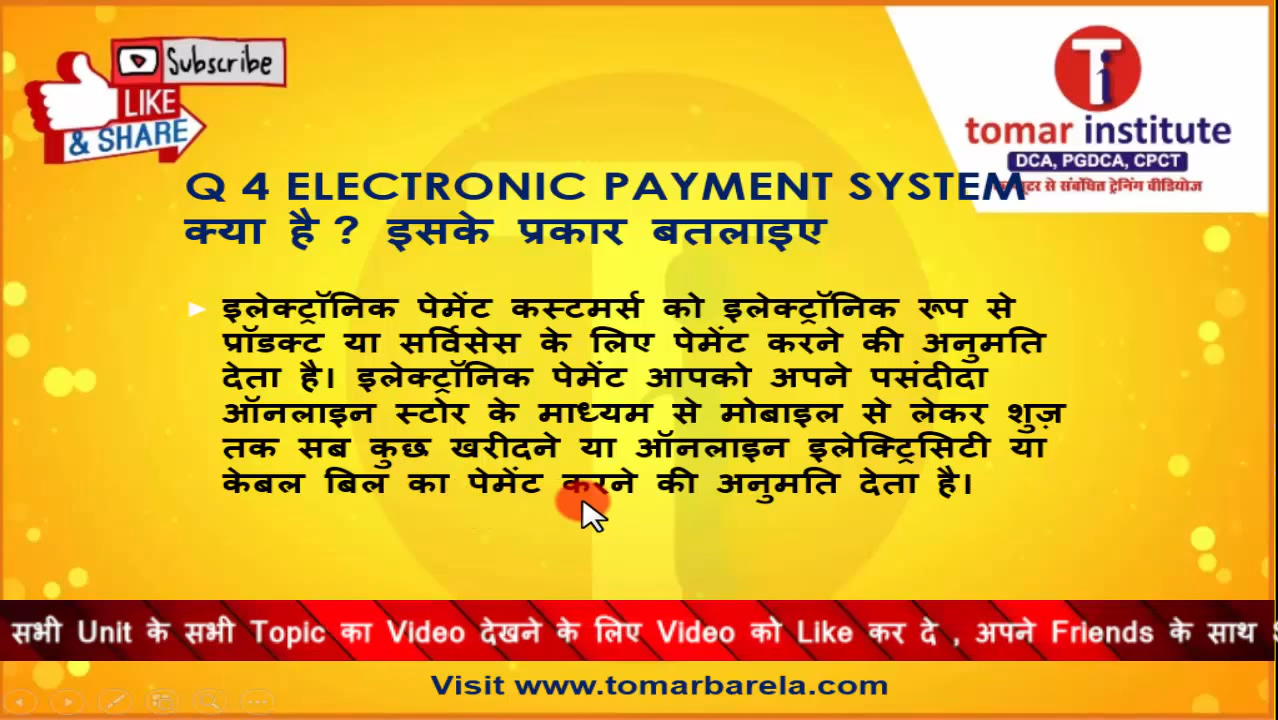 Subscribe
LIKE
& SHARE
Ti
tomar institute
DCA, PGDCA, CPCT
से संबंधित ट्रेनिंग वीडियोज
Q 4 ELECTRONIC PAYMENT SYSTEM
क्या है ? इसके प्रकार बतलाइए
इलेक्ट्रॉनिक पेमेंट कस्टमर्स को इलेक्ट्रॉनिक रूप से
प्रॉडक्ट या सर्विसेस के लिए पेमेंट करने की अनुमति
देता है। इलेक्ट्रॉनिक पेमेंट आपको अपने पसंदीदा
ऑनलाइन स्टोर के माध्यम से मोबाइल से लेकर शुज़
तक सब कुछ खरीदने या ऑनलाइन इलेक्ट्रिसिटी या
केबल बिल का पेमेंट करने की अनुमति देता है।
सभी Unit के सभी Topic का Video देखने के लिए Video को Like कर दे , अपने Friends के साथ
Visit www.tomarbarela.com